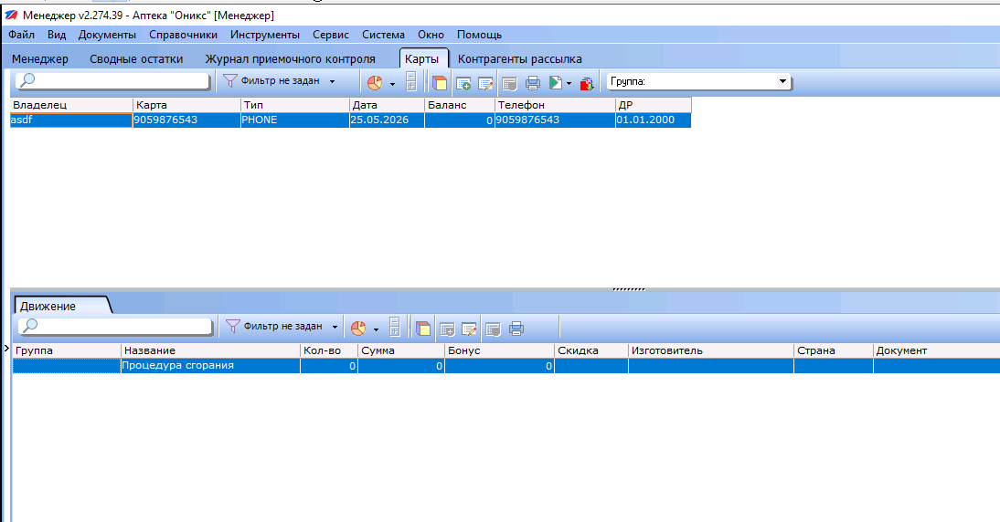 Менеджер v2.274.39 - Аптека "Оникс" [Менеджер]
Файл Вид Документы Справочники Инструменты Сервис Система Окно Помощь
Менеджер Сводные остатки Журнал приемочного контроля Карты Контрагенты рассылка
Фильтр не задан Группа:
Владелец Карта Тип Дата Баланс Телефон ДР
asdf 9059876543 PHONE 25.05.2026 0 9059876543 01.01.2000
Движение
Фильтр не задан
Группа Название Кол-во Сумма Бонус Скидка Изготовитель Страна Документ
Процедура сгорания 0 0 0